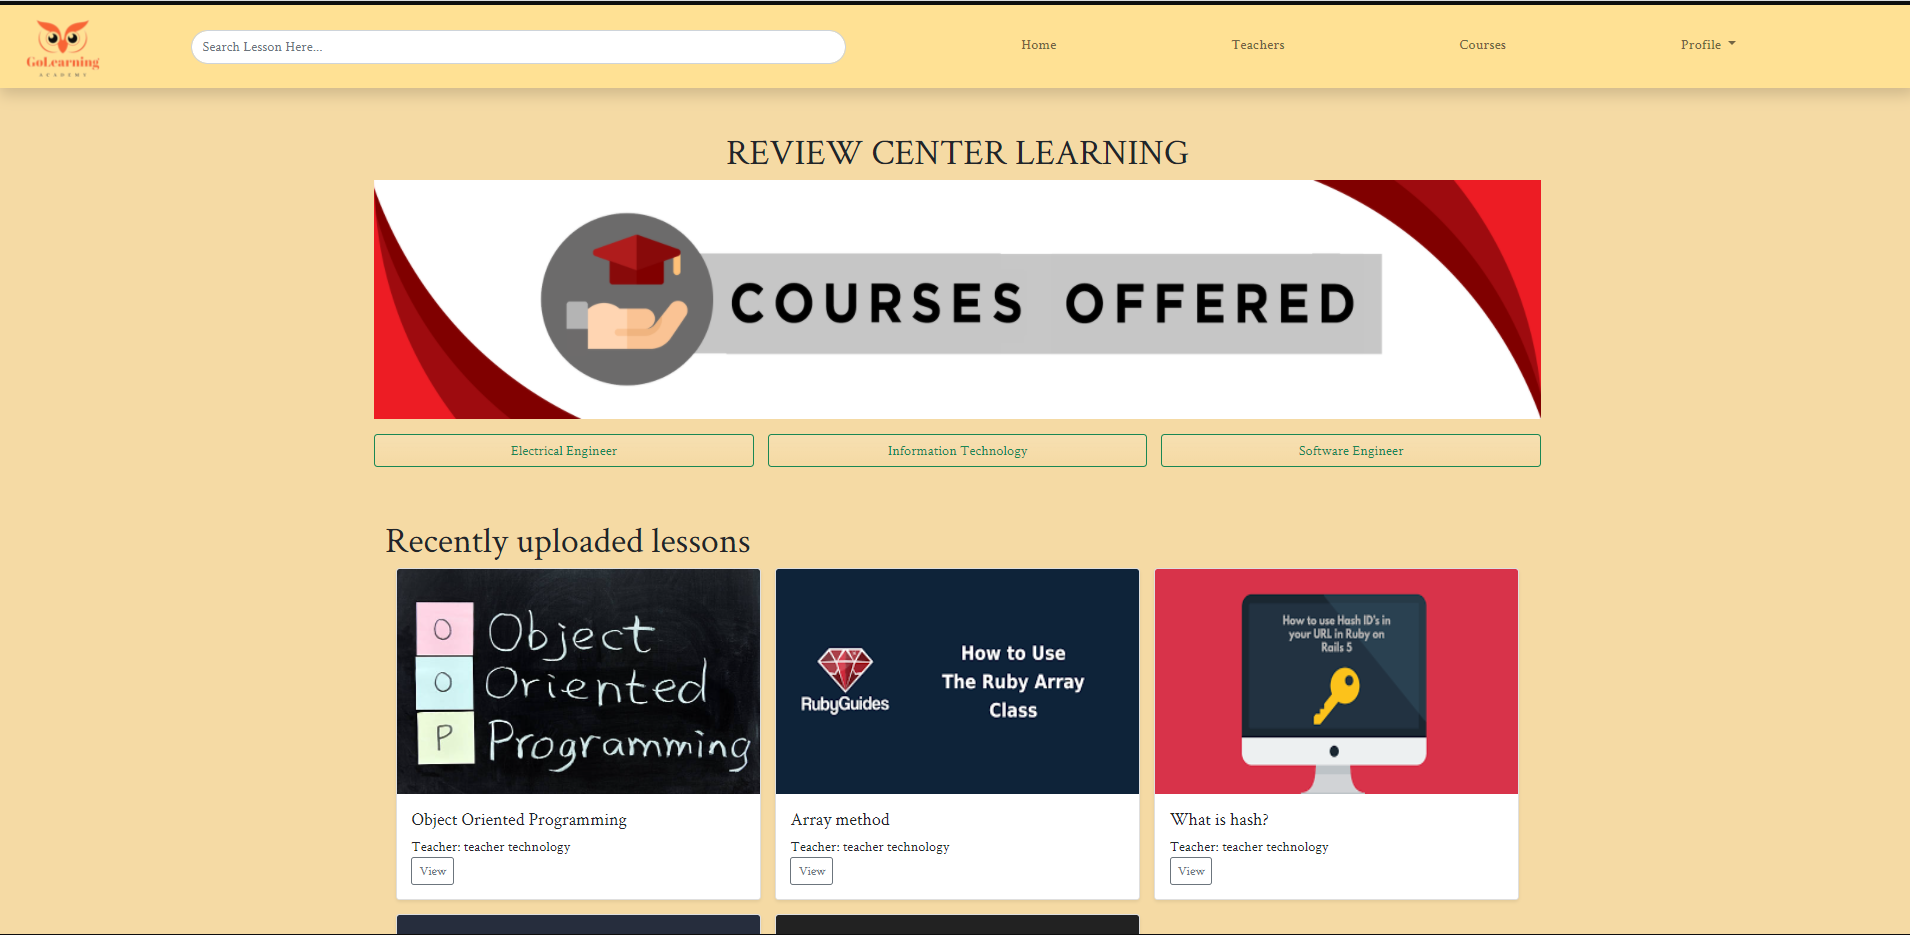 GoLearning
ACADEMY
Search Lesson Here...
Home
Teachers
Courses
Profile
REVIEW CENTER LEARNING
COURSES OFFERED
Electrical Engineer
Information Technology
Software Engineer
Recently uploaded lessons
O Object
O Oriented
P Programming
RubyGuides
How to Use
The Ruby Array
Class
How to use Hash ID's in
your URL in Ruby on
Rails 5
Object Oriented Programming
Teacher: teacher technology
View
Array method
Teacher: teacher technology
View
What is hash?
Teacher: teacher technology
View